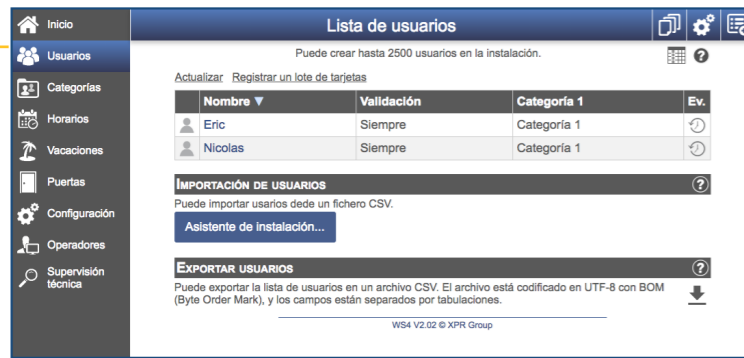 Inicio
Lista de usuarios
Usuarios
Puede crear hasta 2500 usuarios en la instalación.
Categorías
Actualizar Registrar un lote de tarjetas
Nombre ▼ Validación Categoría 1 Ev.
Horarios
Eric Siempre Categoría 1
Vacaciones
Nicolas Siempre Categoría 1
Puertas
IMPORTACIÓN DE USUARIOS
Puede importar usarios dede un fichero CSV.
Configuración
Asistente de instalación...
Operadores
Supervisión
técnica
EXPORTAR USUARIOS
Puede exportar la lista de usuarios en un archivo CSV. El archivo está codificado en UTF-8 con BOM
(Byte Order Mark), y los campos están separados por tabulaciones.
WS4 V2.02 © XPR Group